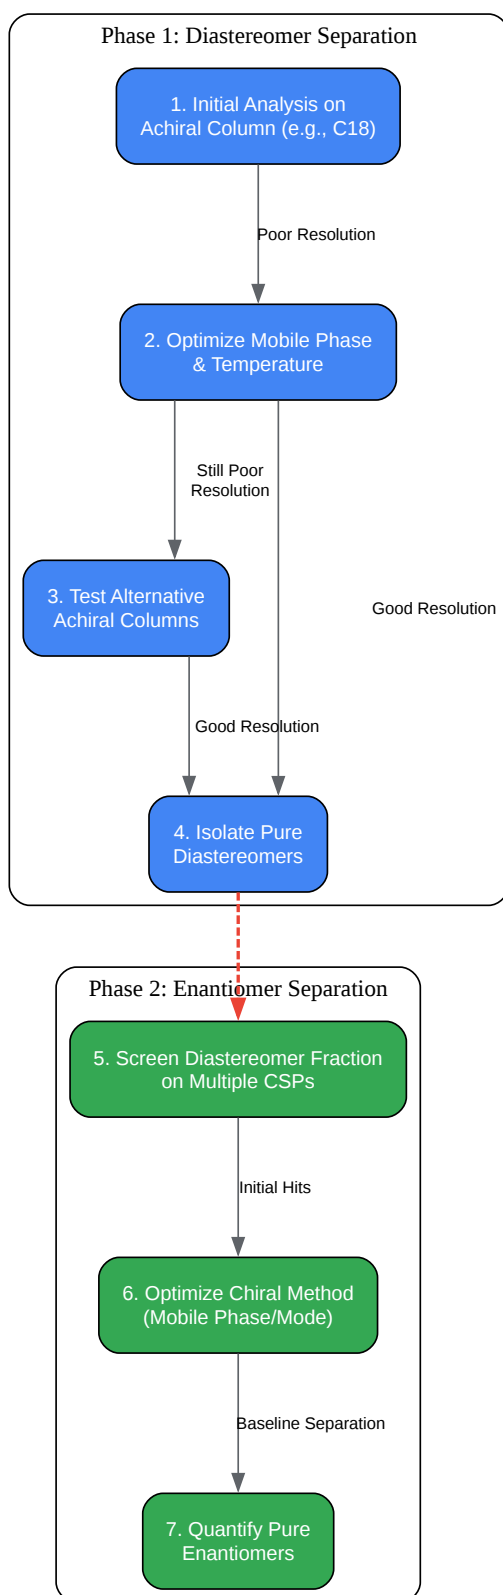 Phase 1: Diastereomer Separation
1. Initial Analysis on
Achiral Column (e.g., C18)
Poor Resolution
2. Optimize Mobile Phase
& Temperature
Still Poor
Resolution
3. Test Alternative
Achiral Columns
Good Resolution
Good Resolution
4. Isolate Pure
Diastereomers
Phase 2: Enantiomer Separation
5. Screen Diastereomer Fraction
on Multiple CSPs
Initial Hits
6. Optimize Chiral Method
(Mobile Phase/Mode)
Baseline Separation
7. Quantify Pure
Enantiomers